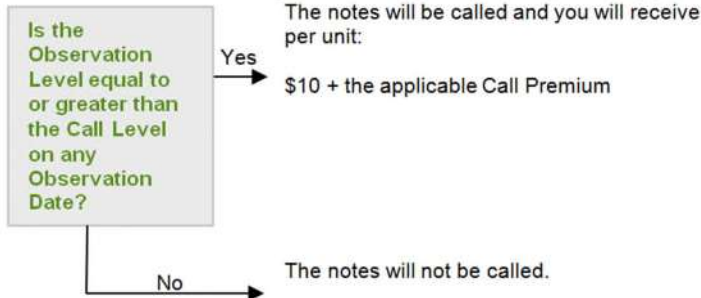 Is the
Observation
Level equal to
or greater than
the Call Level
on any
Observation
Date?
Yes
The notes will be called and you will receive
per unit:
$10 + the applicable Call Premium
No
The notes will not be called.